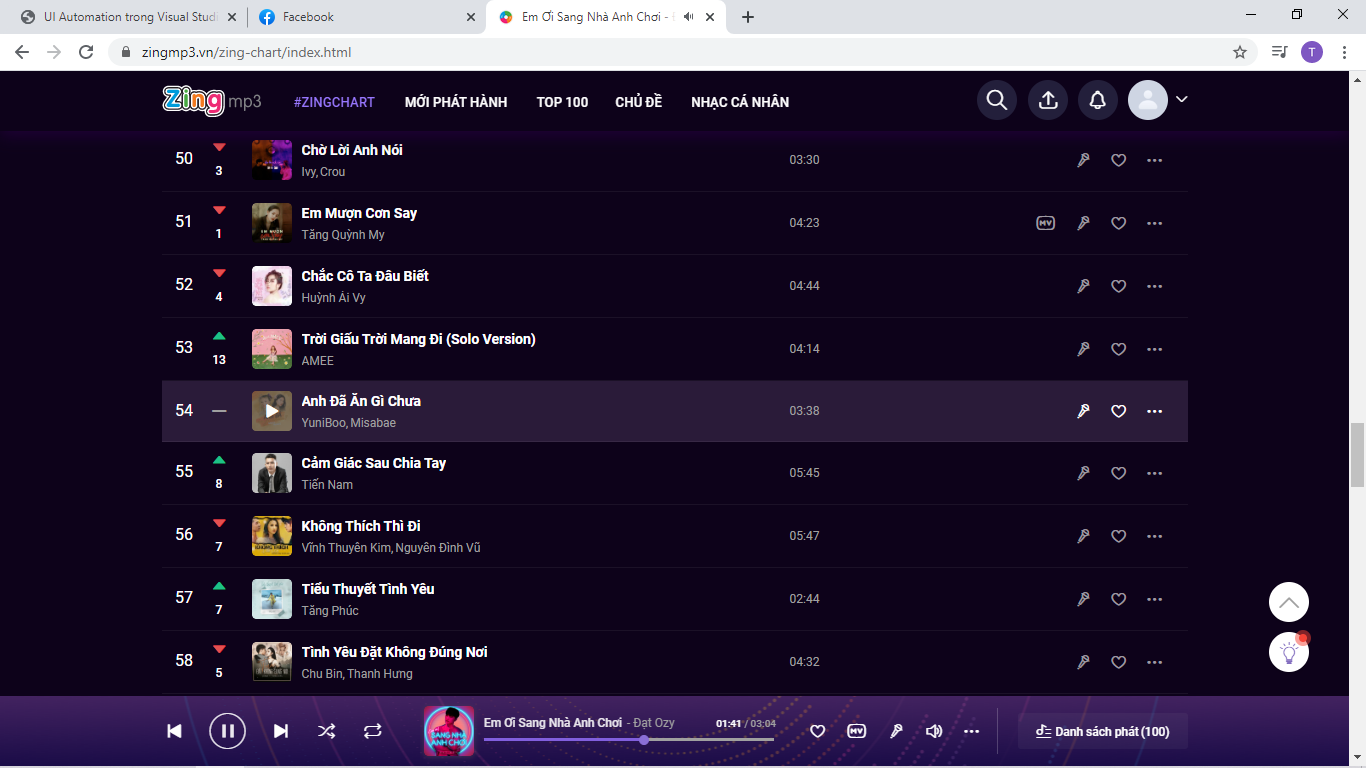 UI Automation trong Visual Studi
Facebook
Em Ơi Sang Nhà Anh Chơi -
zingmp3.vn/zing-chart/index.html
T
Zing mp3
#ZINGCHART
MỚI PHÁT HÀNH
TOP 100
CHỦ ĐỀ
NHẠC CÁ NHÂN
50
3
Chờ Lời Anh Nói
Ivy, Crou
03:30
51
1
Em Mượn Cơn Say
Tăng Quỳnh My
04:23
MV
52
4
Chắc Cô Ta Đâu Biết
Huỳnh Ái Vy
04:44
53
13
Trời Giấu Trời Mang Đi (Solo Version)
AMEE
04:14
54
Anh Đã Ăn Gì Chưa
YuniBoo, Misabae
03:38
55
8
Cảm Giác Sau Chia Tay
Tiến Nam
05:45
56
7
Không Thích Thì Đi
Vĩnh Thuyên Kim, Nguyên Đình Vũ
05:47
57
7
Tiểu Thuyết Tình Yêu
Tăng Phúc
02:44
58
5
Tình Yêu Đặt Không Đúng Nơi
Chu Bin, Thanh Hưng
04:32
SANG NHÀ
ANH CHƠI
Em Ơi Sang Nhà Anh Chơi - Đạt Ozy
01:41 / 03:04
MV
Danh sách phát (100)